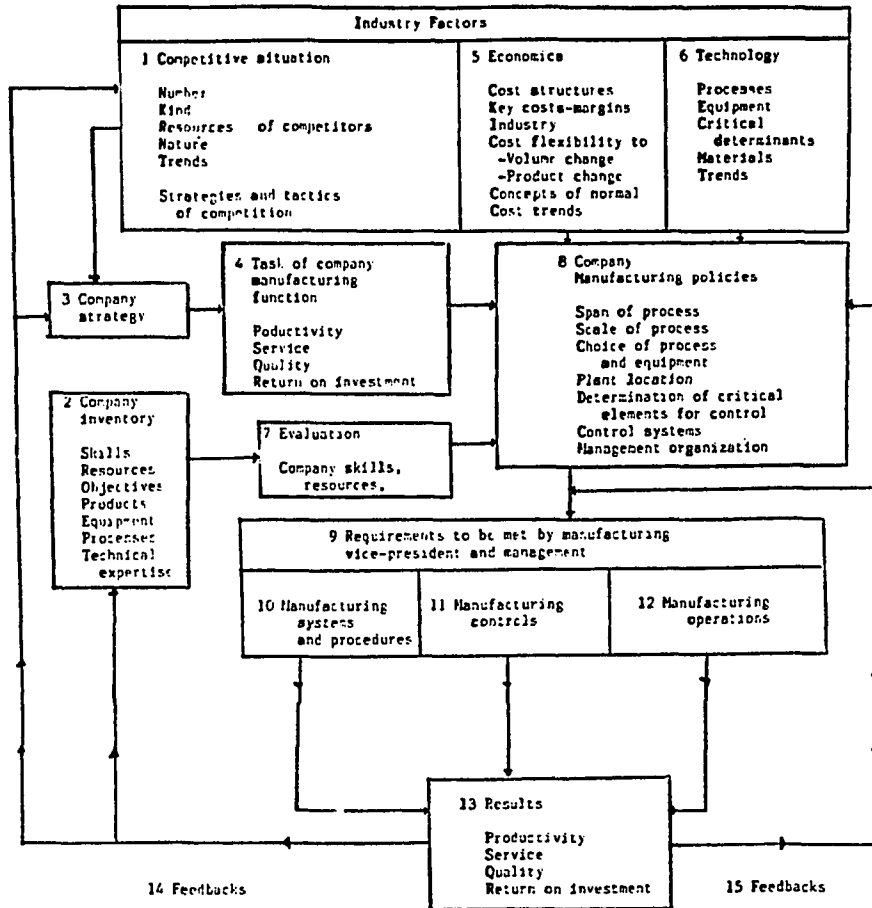 Industry Factors
1 Competitive situation
Number
Kind
Resources of competitors
Nature
Trends
Strategies and tactics
of competition
5 Economics
Cost structures
Key costs-margins
Industry
Cost flexibility to
-Volume change
-Product change
Concepts of normal
Cost trends
6 Technology
Processes
Equipment
Critical
determinants
Materials
Trends
3 Company
strategy
4 Task of company
manufacturing
function
Poductivity
Service
Quality
Return on investment
8 Company
Manufacturing policies
Span of process
Scale of process
Choice of process
and equipment
Plant location
Determination of critical
elements for control
Control systems
Management organization
2 Company
inventory
Skills
Resources
Objectives
Products
Equipment
Processes
Technical
expertise
7 Evaluation
Company skills,
resources.
9 Requirements to be met by manufacturing
vice-president and management
10 Manufacturing
systems
and procedures
11 Manufacturing
controls
12 Manufacturing
operations
13 Results
Productivity
Service
Quality
Return on investment
14 Feedbacks
15 Feedbacks